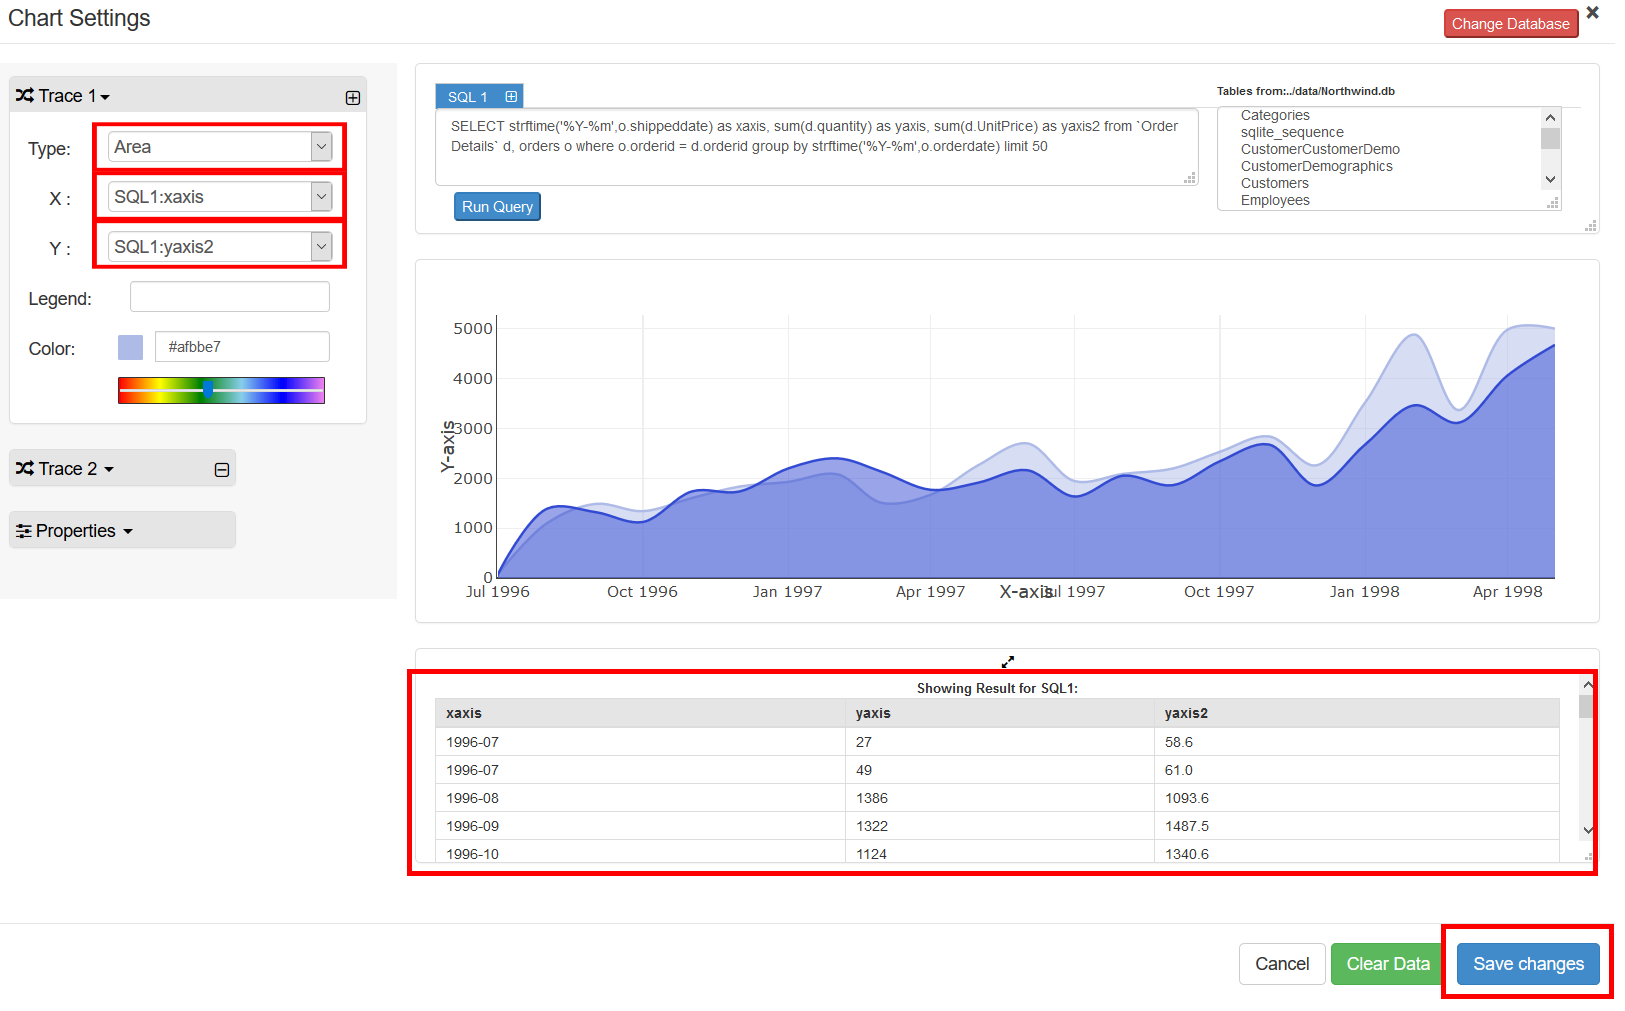 Chart Settings
Change Database
Trace 1
Type:
Area
X :
SQL1:xaxis
Y :
SQL1:yaxis2
Legend:
Color:
#afbbe7
Trace 2
Properties
SQL 1
SELECT strftime('%Y-%m',o.shippeddate) as xaxis, sum(d.quantity) as yaxis, sum(d.UnitPrice) as yaxis2 from `Order
Details` d, orders o where o.orderid = d.orderid group by strftime('%Y-%m',o.orderdate) limit 50
Run Query
Tables from:../data/Northwind.db
Categories
sqlite_sequence
CustomerCustomerDemo
CustomerDemographics
Customers
Employees
Y-axis
5000
4000
3000
2000
1000
0
Jul 1996
Oct 1996
Jan 1997
Apr 1997
Jul 1997
Oct 1997
Jan 1998
Apr 1998
X-axis
Showing Result for SQL1:
xaxis yaxis yaxis2
1996-07 27 58.6
1996-07 49 61.0
1996-08 1386 1093.6
1996-09 1322 1487.5
1996-10 1124 1340.6
Cancel
Clear Data
Save changes